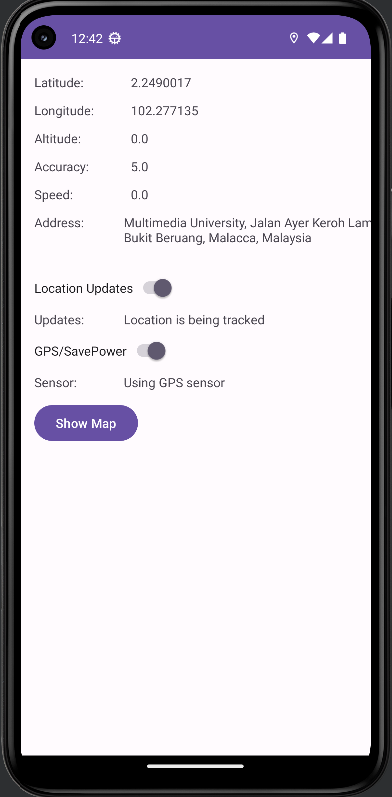 12:42
Latitude: 2.2490017
Longitude: 102.277135
Altitude: 0.0
Accuracy: 5.0
Speed: 0.0
Address: Multimedia University, Jalan Ayer Keroh Lam
Bukit Beruang, Malacca, Malaysia
Location Updates
Updates: Location is being tracked
GPS/SavePower
Sensor: Using GPS sensor
Show Map